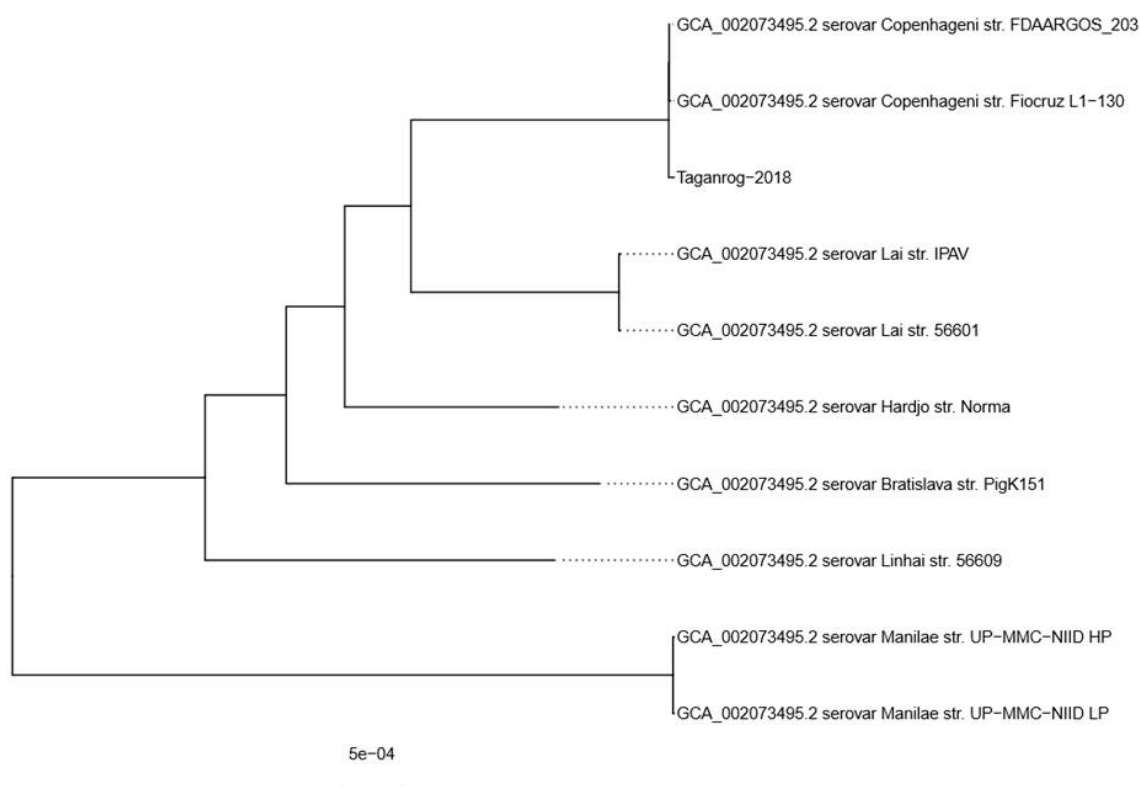 GCA_002073495.2 serovar Copenhageni str. FDAARGOS_203
GCA_002073495.2 serovar Copenhageni str. Fiocruz L1−130
Taganrog−2018
GCA_002073495.2 serovar Lai str. IPAV
GCA_002073495.2 serovar Lai str. 56601
GCA_002073495.2 serovar Hardjo str. Norma
GCA_002073495.2 serovar Bratislava str. PigK151
GCA_002073495.2 serovar Linhai str. 56609
GCA_002073495.2 serovar Manilae str. UP−MMC−NIID HP
GCA_002073495.2 serovar Manilae str. UP−MMC−NIID LP
5e−04